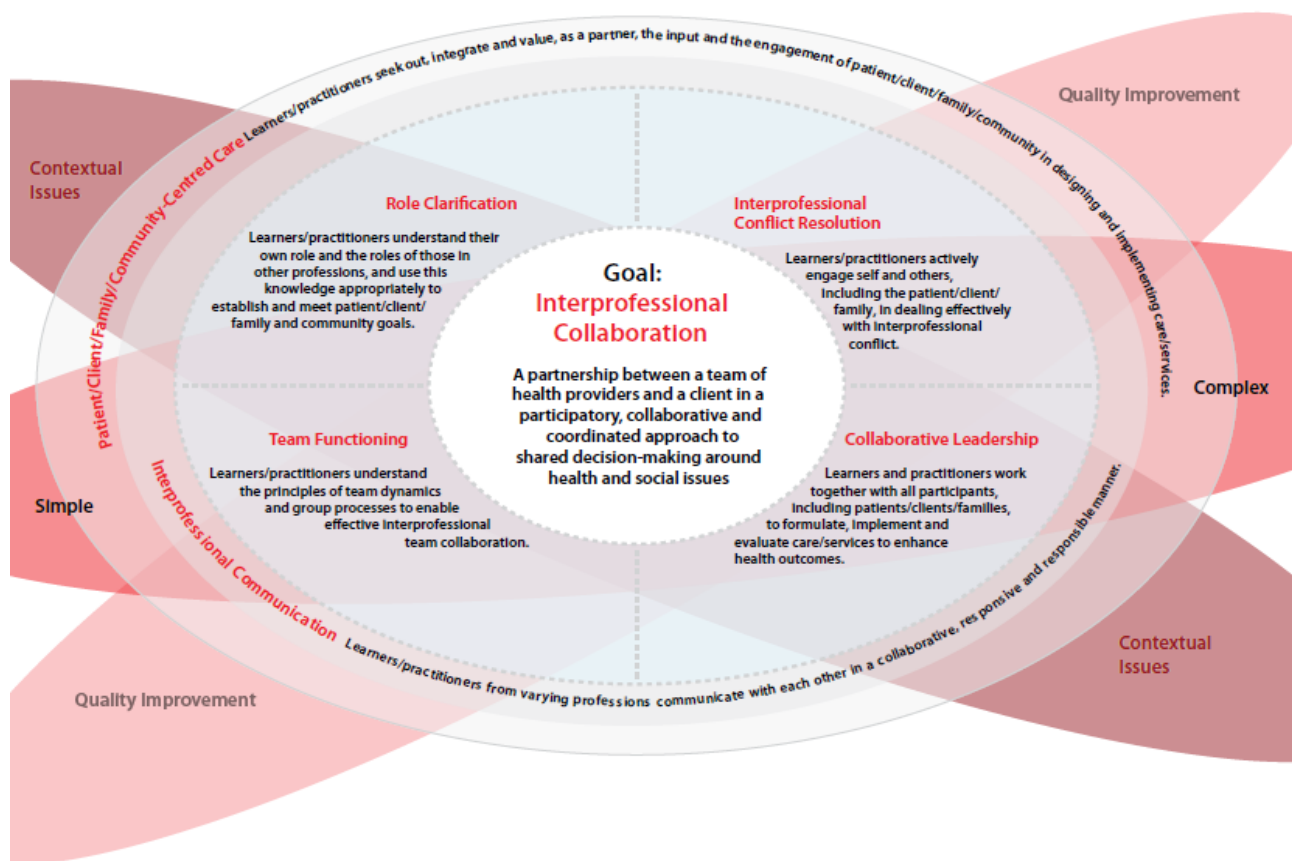 Patient/Client/Family/Community-Centred Care Learners/practitioners seek out, integrate and value, as a partner, the input and the engagement of patient/client/family/community in designing and implementing care/services.
Quality Improvement
Contextual
Issues
Role Clarification
Learners/practitioners understand their
own role and the roles of those in
other professions, and use this
knowledge appropriately to
establish and meet patient/client/
family and community goals.
Interprofessional
Conflict Resolution
Learners/practitioners actively
engage self and others,
including the patient/client/
family, in dealing effectively
with interprofessional
conflict.
Goal:
Interprofessional
Collaboration
A partnership between a team of
health providers and a client in a
participatory, collaborative and
coordinated approach to
shared decision-making around
health and social issues
Simple
Complex
Team Functioning
Learners/practitioners understand
the principles of team dynamics
and group processes to enable
effective interprofessional
team collaboration.
Collaborative Leadership
Learners and practitioners work
together with all participants,
including patients/clients/families,
to formulate, implement and
evaluate care/services to enhance
health outcomes.
Interprofessional Communication Learners/practitioners from varying professions communicate with each other in a collaborative, responsive and responsible manner.
Quality Improvement
Contextual
Issues